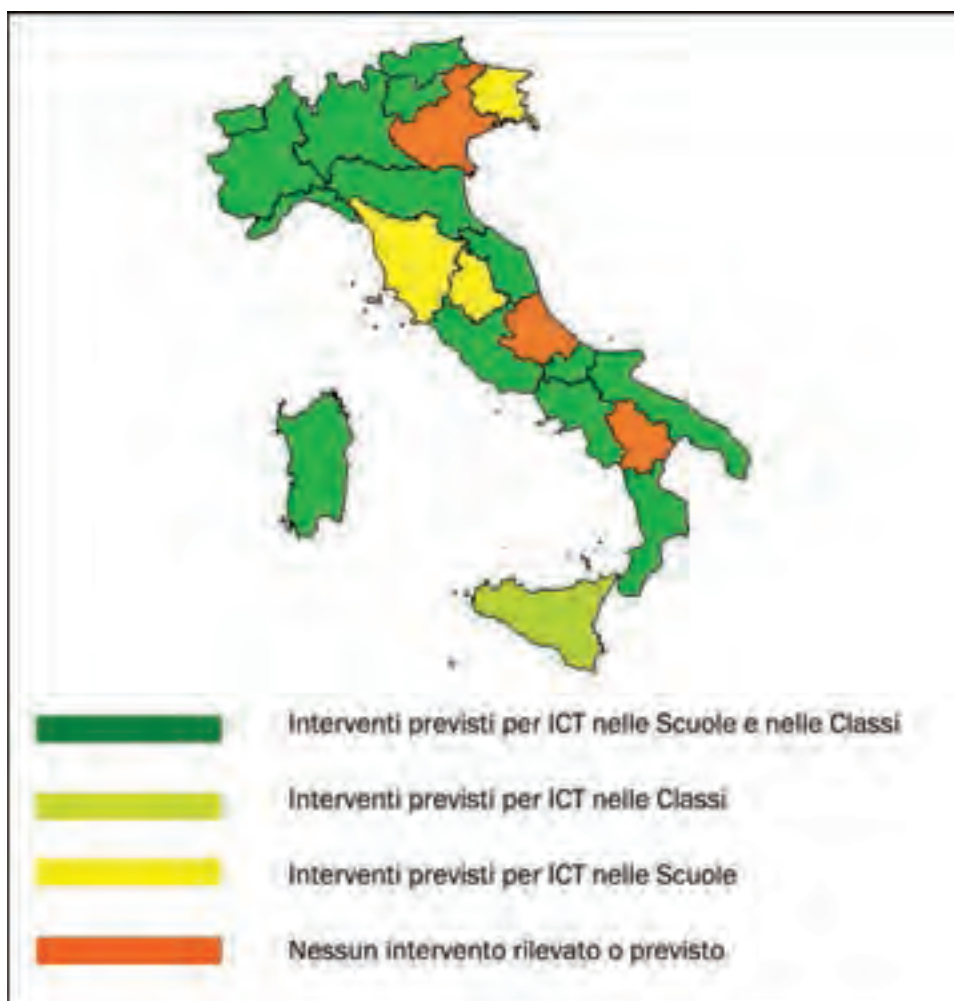 Interventi previsti per ICT nelle Scuole e nelle Classi
Interventi previsti per ICT nelle Classi
Interventi previsti per ICT nelle Scuole
Nessun intervento rilevato o previsto